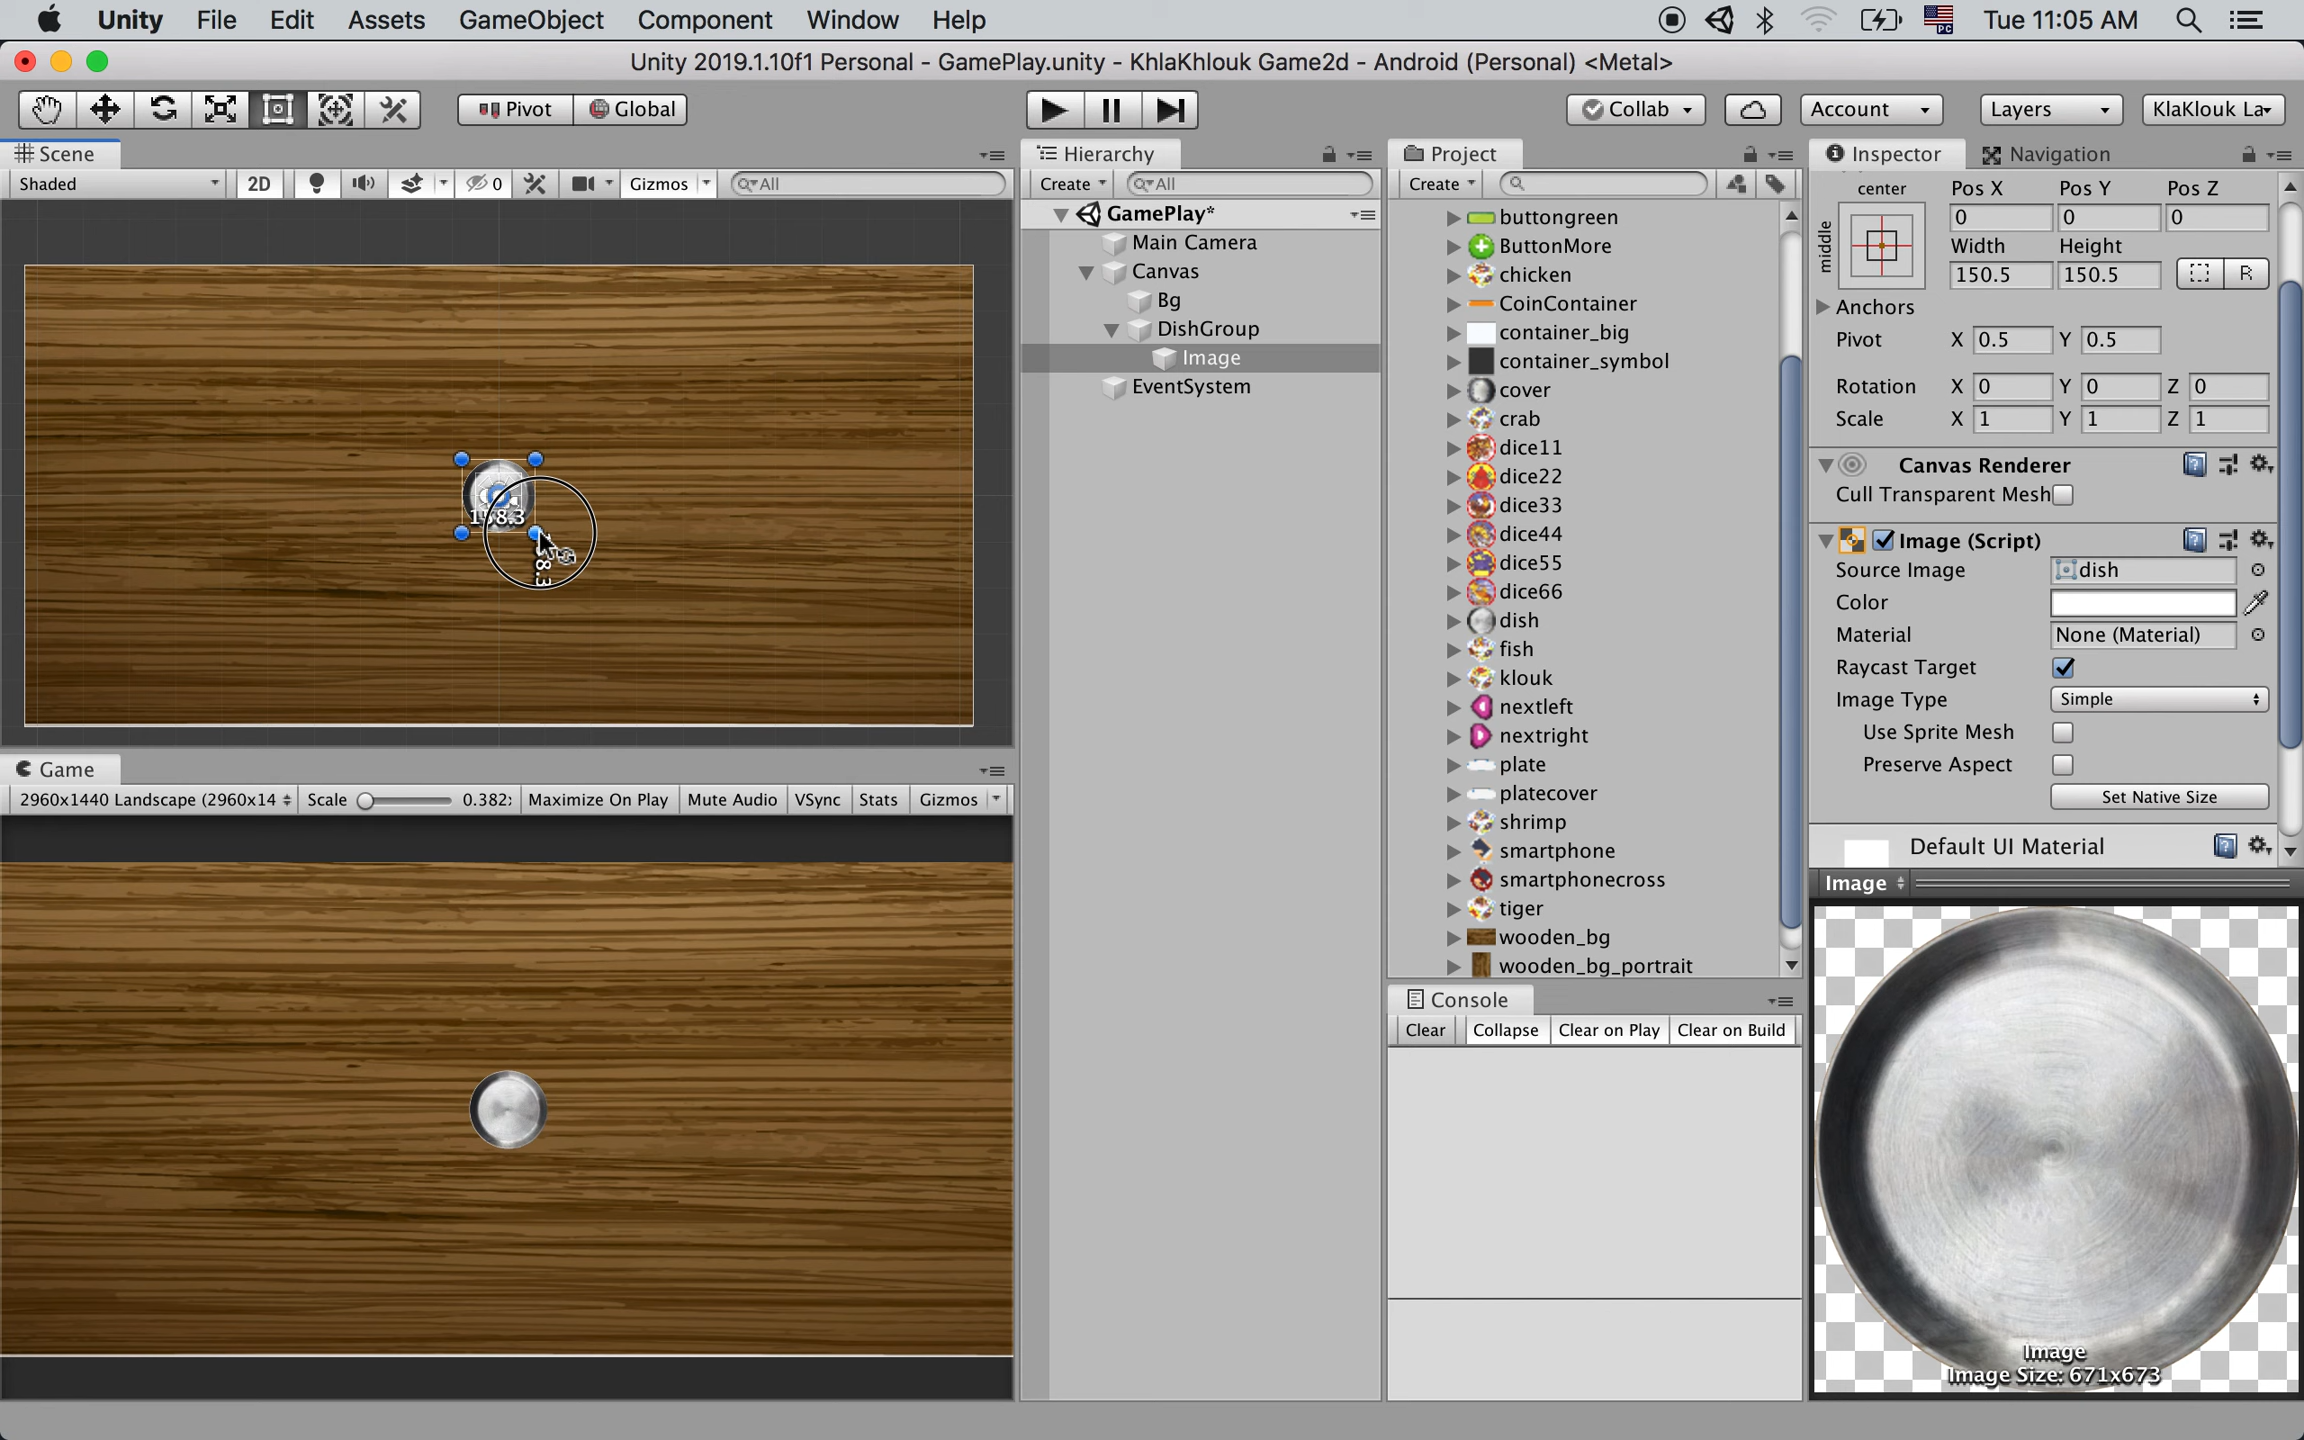 Unity File Edit Assets GameObject Component Window Help Tue 11:05 AM
Unity 2019.1.10f1 Personal - GamePlay.unity - KhlaKhlouk Game2d - Android (Personal) <Metal>
Pivot Global Collab Account Layers KlaKlouk La
Scene
Shaded 2D 0 Gizmos All
158.3
Game
2960x1440 Landscape (2960x14 Scale 0.382 Maximize On Play Mute Audio VSync Stats Gizmos
Hierarchy
Create All
GamePlay*
Main Camera
Canvas
Bg
DishGroup
Image
EventSystem
Project
Create
buttongreen
ButtonMore
chicken
CoinContainer
container_big
container_symbol
cover
crab
dice11
dice22
dice33
dice44
dice55
dice66
dish
fish
klouk
nextleft
nextright
plate
platecover
shrimp
smartphone
smartphonecross
tiger
wooden_bg
wooden_bg_portrait
Console
Clear Collapse Clear on Play Clear on Build
Inspector Navigation
center Pos X Pos Y Pos Z
middle 0 0 0
Width Height
150.5 150.5 R
Anchors
Pivot X 0.5 Y 0.5
Rotation X 0 Y 0 Z 0
Scale X 1 Y 1 Z 1
Canvas Renderer
Cull Transparent Mesh
Image (Script)
Source Image dish
Color
Material None (Material)
Raycast Target
Image Type Simple
Use Sprite Mesh
Preserve Aspect
Set Native Size
Default UI Material
Image
Image
Image Size: 671x673